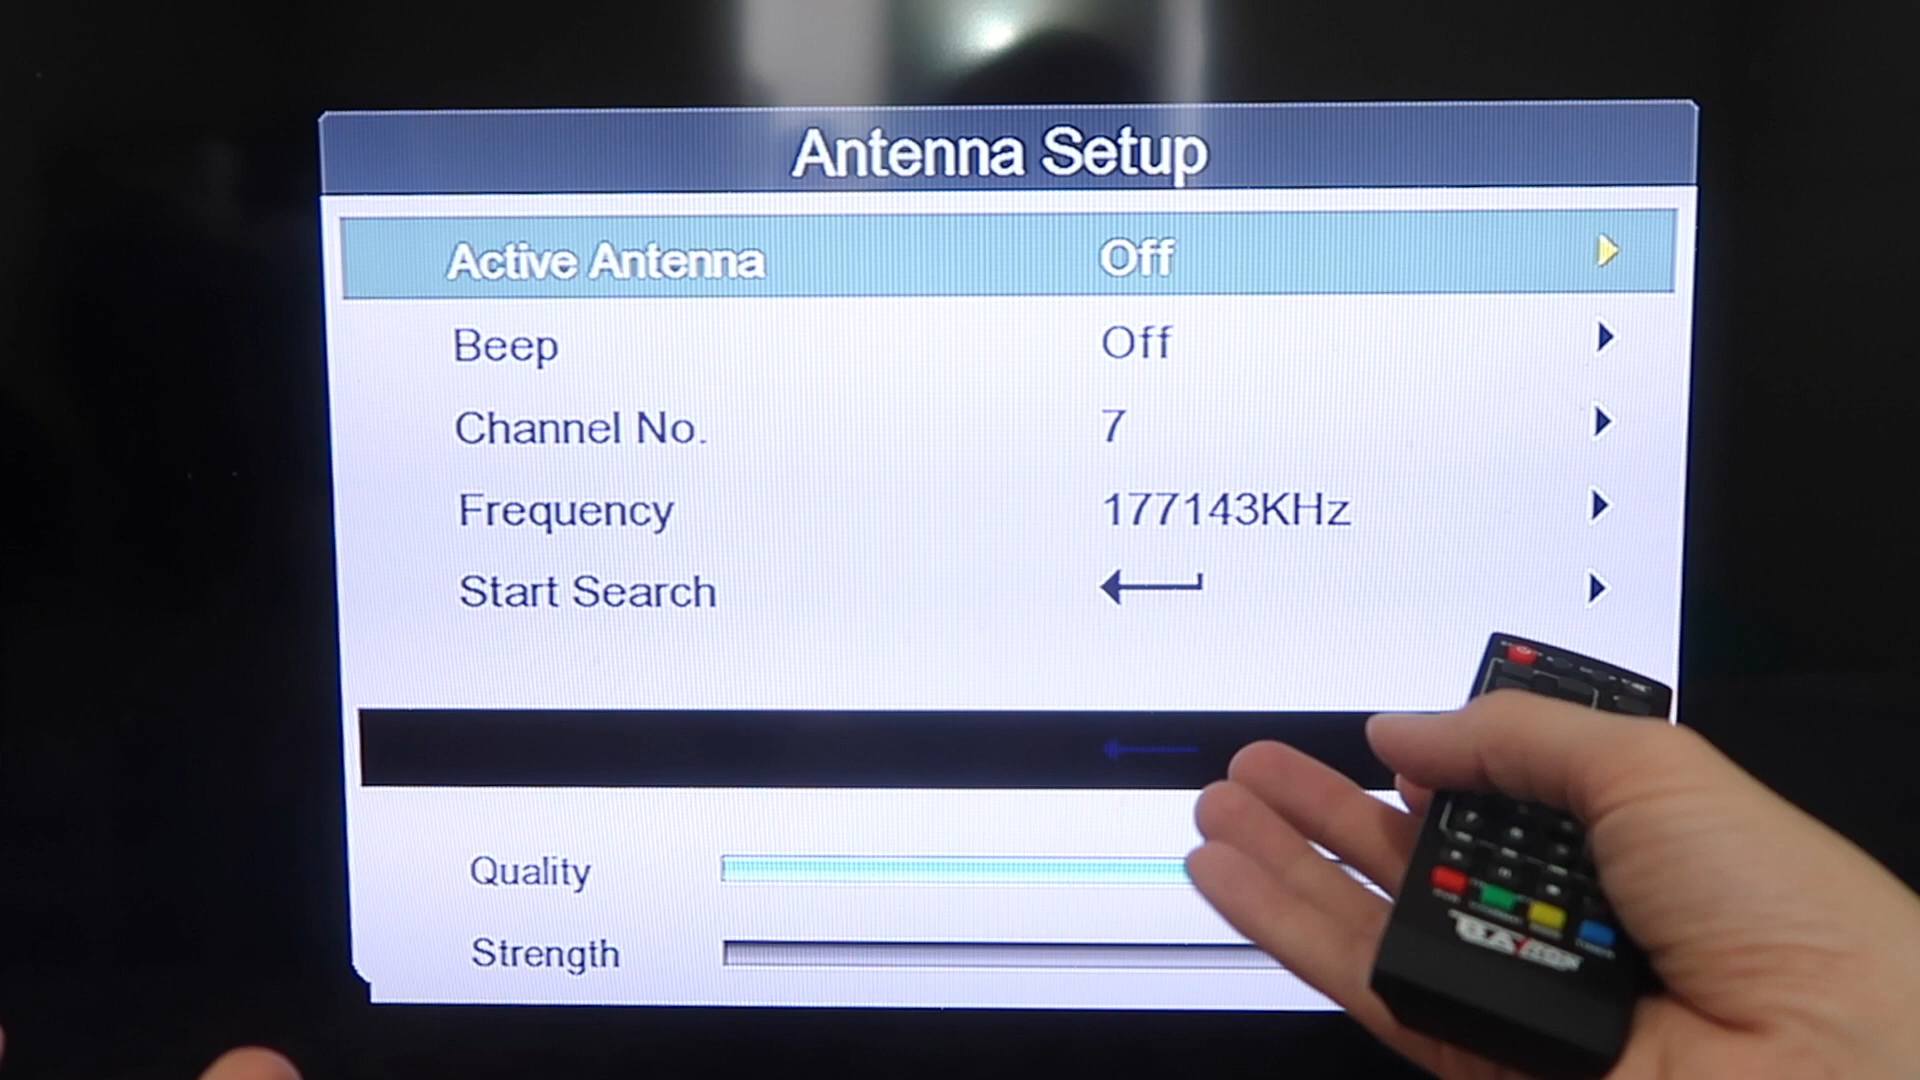 Antenna Setup
Active Antenna Off
Beep Off
Channel No. 7
Frequency 177143KHz
Start Search
Quality
Strength